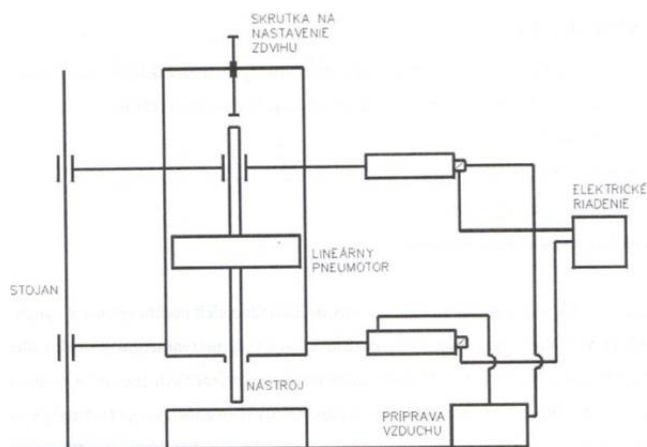 SKRUTKA NA
NASTAVENIE
ZDVIHU
ELEKTRICKÉ
RIADENIE
LINEÁRNY
PNEUMOTOR
STOJAN
NÁSTROJ
PRÍPRAVA
VZDUCHU